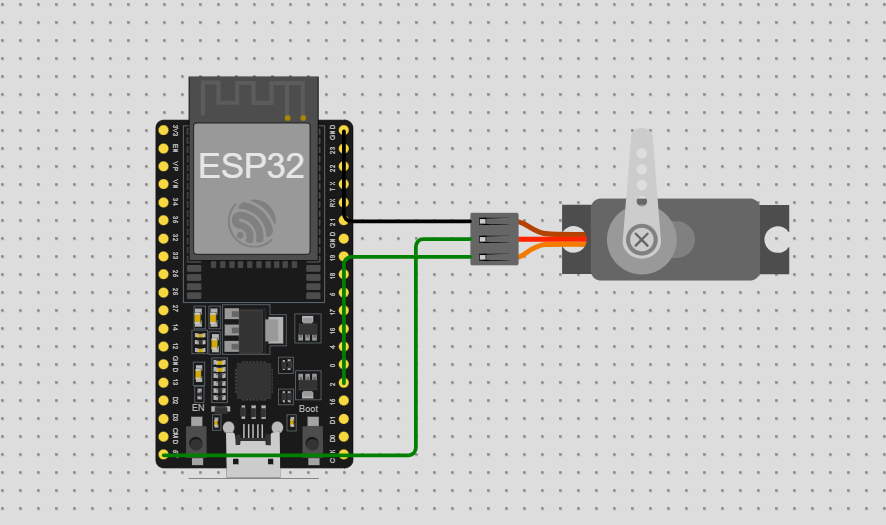 ESP32
3V3
EN
VP
VN
34
35
32
33
25
26
27
14
12
GND
13
D2
D3
CMD
5V
GND
23
22
TX
RX
21
GND
19
18
5
17
16
4
0
2
15
D1
D0
CLK
EN
Boot